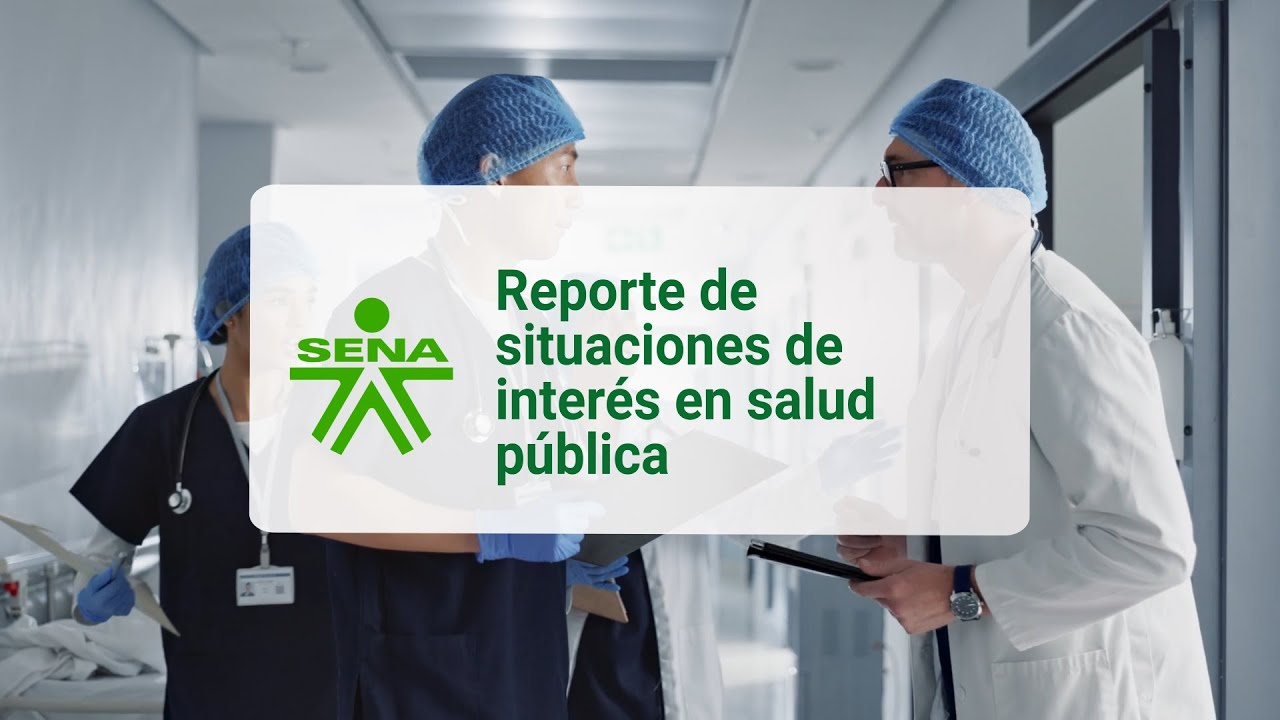 SENA
Reporte de
situaciones de
interés en salud
pública